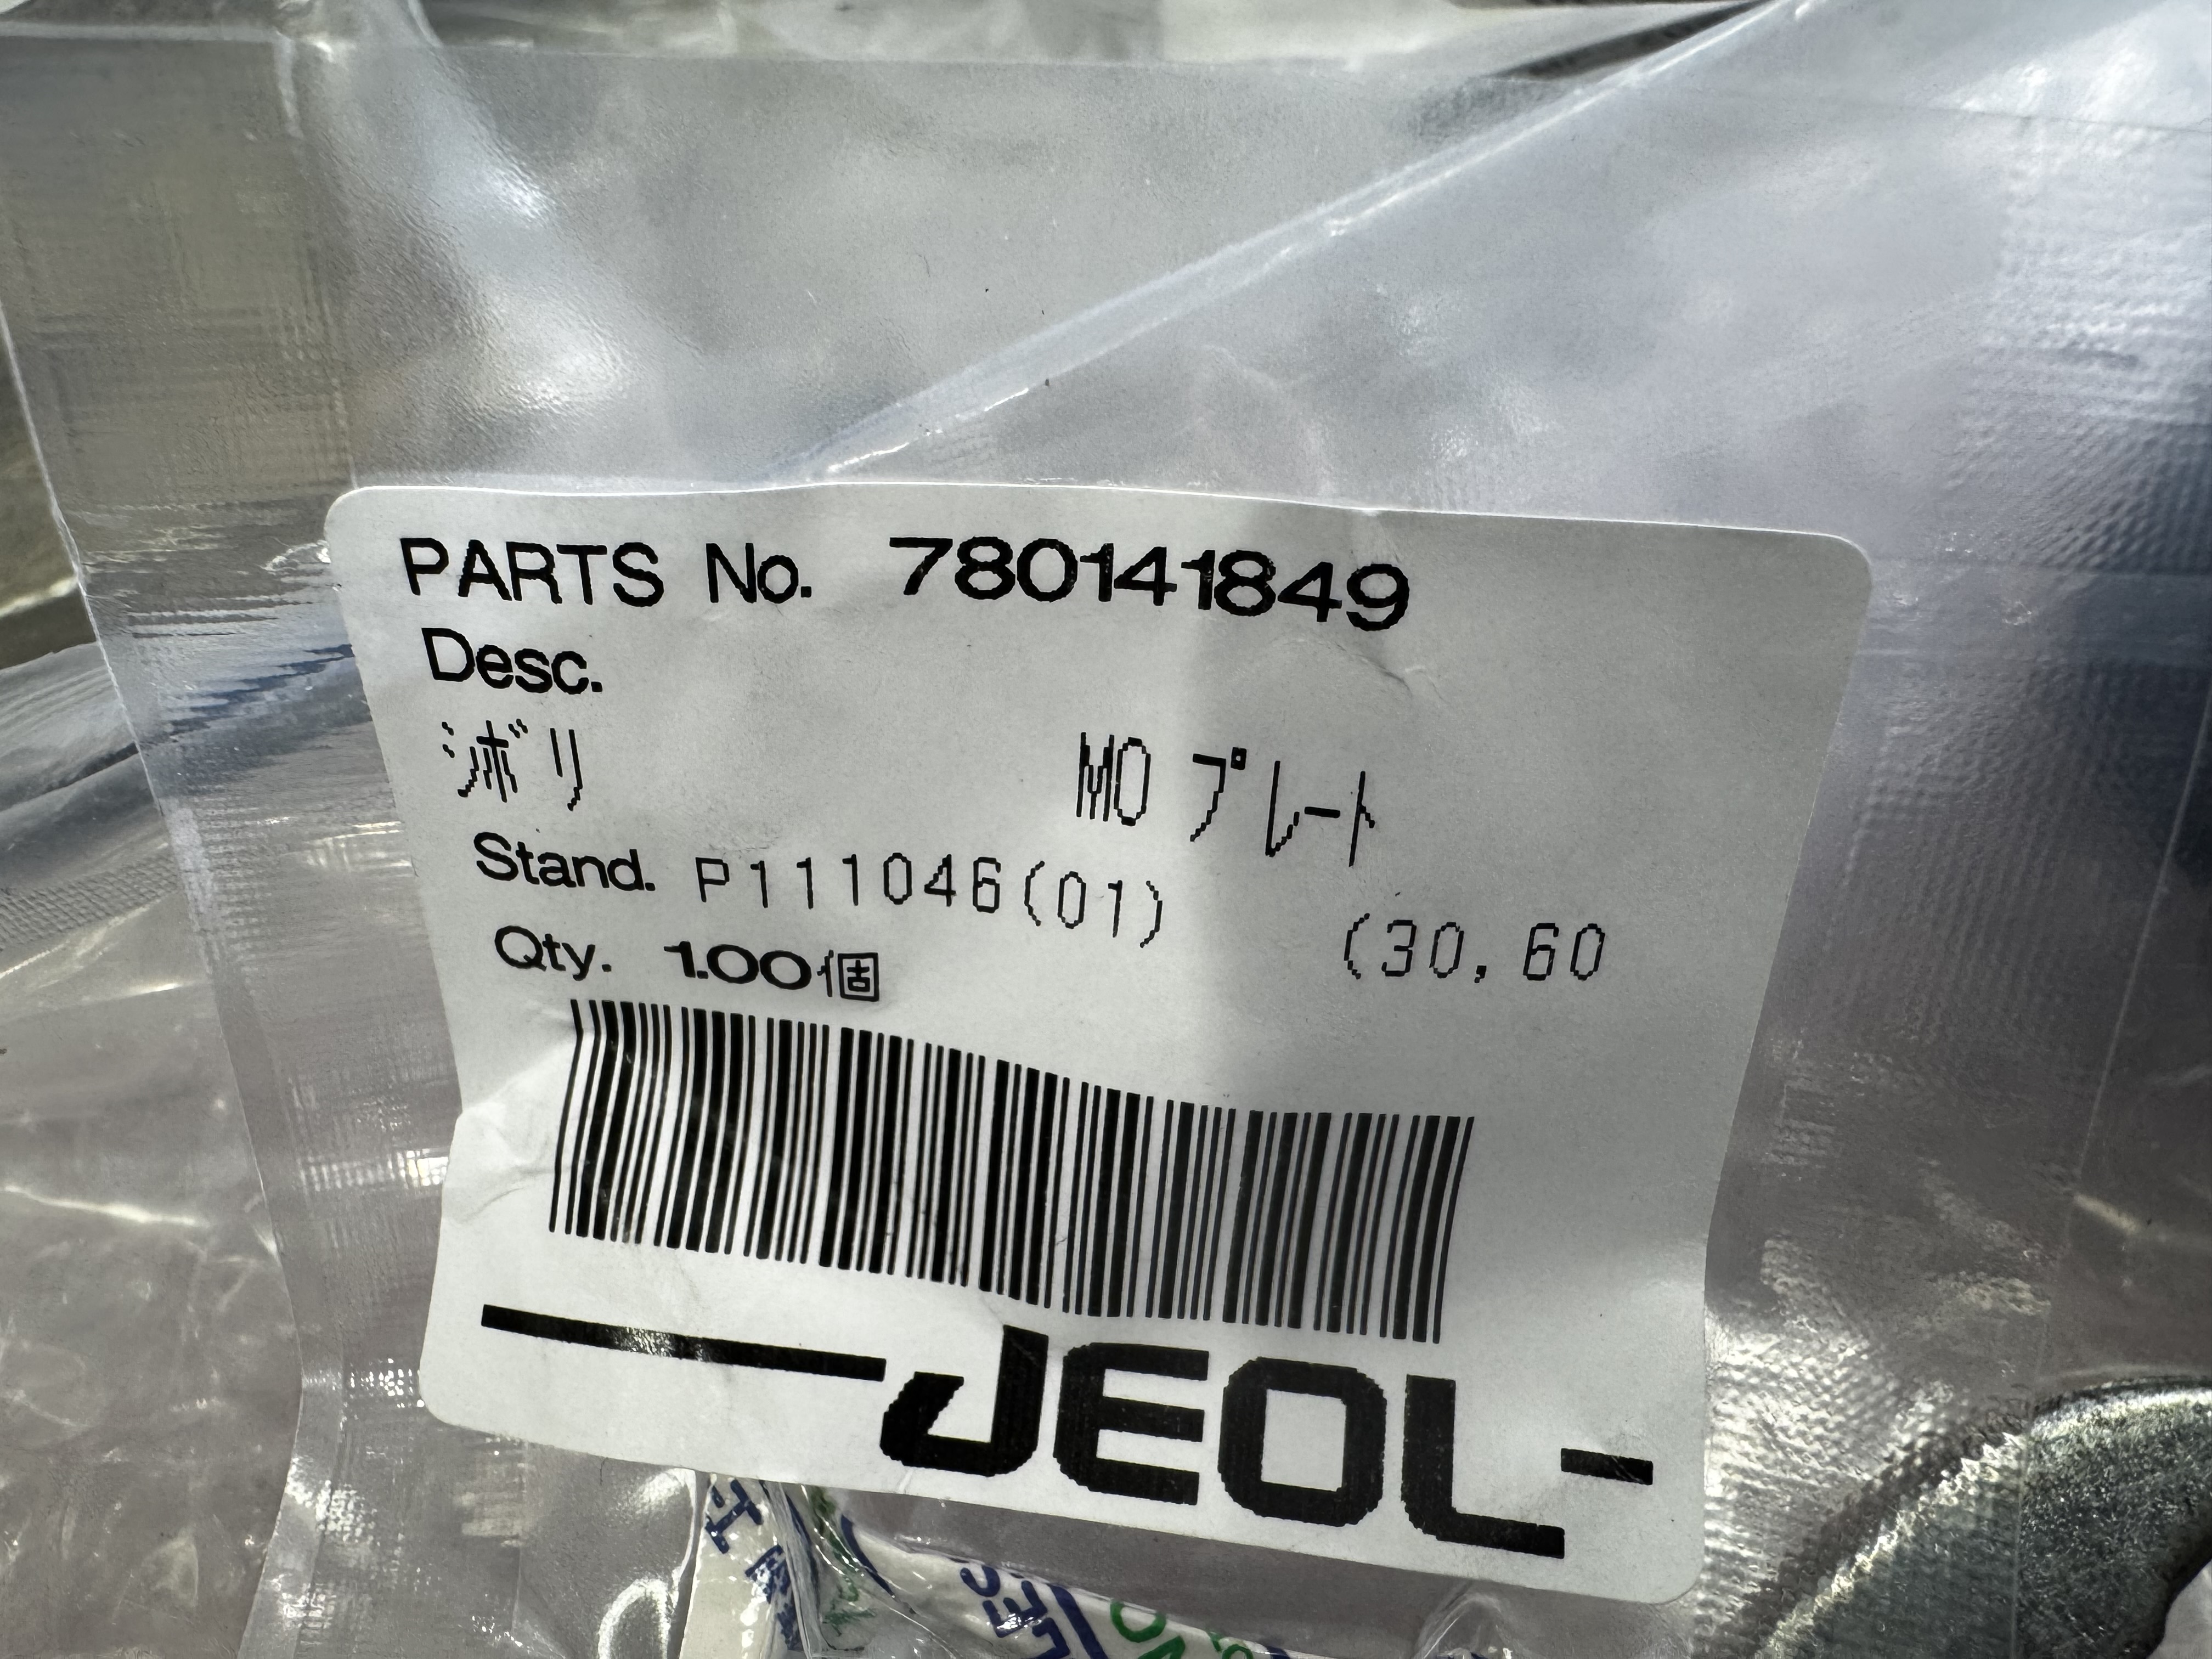 PARTS No. 780141849
Desc.
ｼﾎﾞﾘ MO ﾌﾟﾚｰﾄ
Stand. P111046(01) (30,60
Qty. 1.00個
JEOL